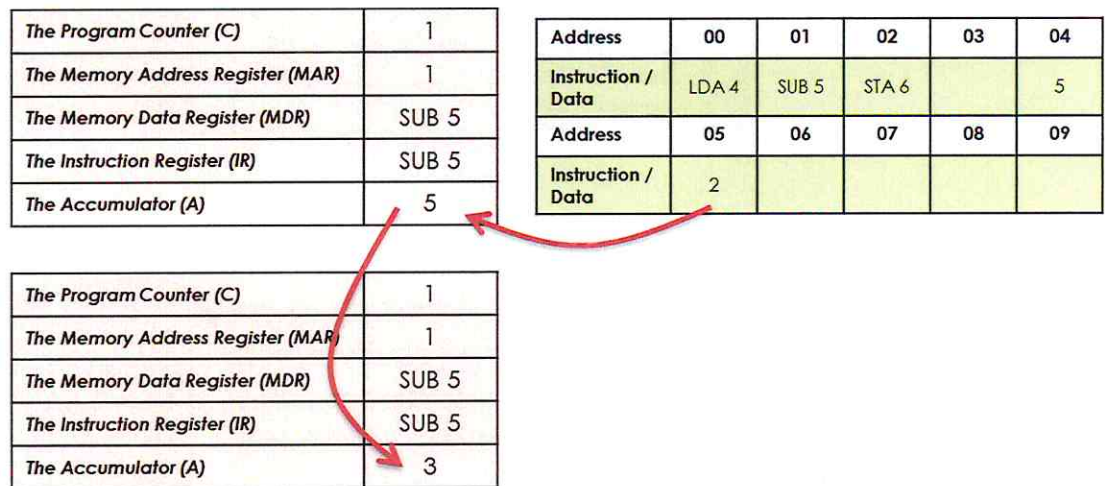 The Program Counter (C) 1
The Memory Address Register (MAR) 1
The Memory Data Register (MDR) SUB 5
The Instruction Register (IR) SUB 5
The Accumulator (A) 5
Address 00 01 02 03 04
Instruction /
Data LDA 4 SUB 5 STA 6 5
Address 05 06 07 08 09
Instruction /
Data 2
The Program Counter (C) 1
The Memory Address Register (MAR) 1
The Memory Data Register (MDR) SUB 5
The Instruction Register (IR) SUB 5
The Accumulator (A) 3